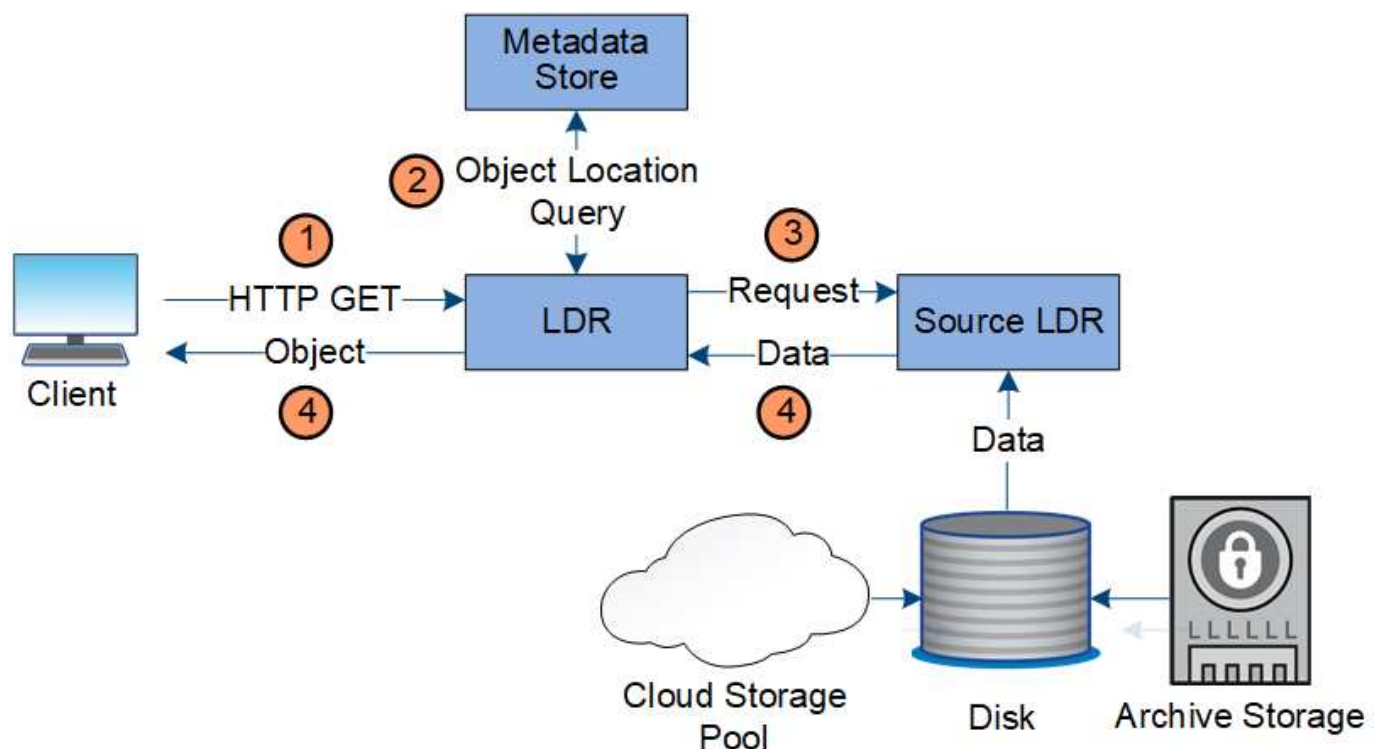 Metadata
Store
2
Object Location
Query
1
3
HTTP GET
LDR
Request
Source LDR
Object
Data
Client
4
4
Data
LLLLLL
Cloud Storage
Pool
Disk
Archive Storage